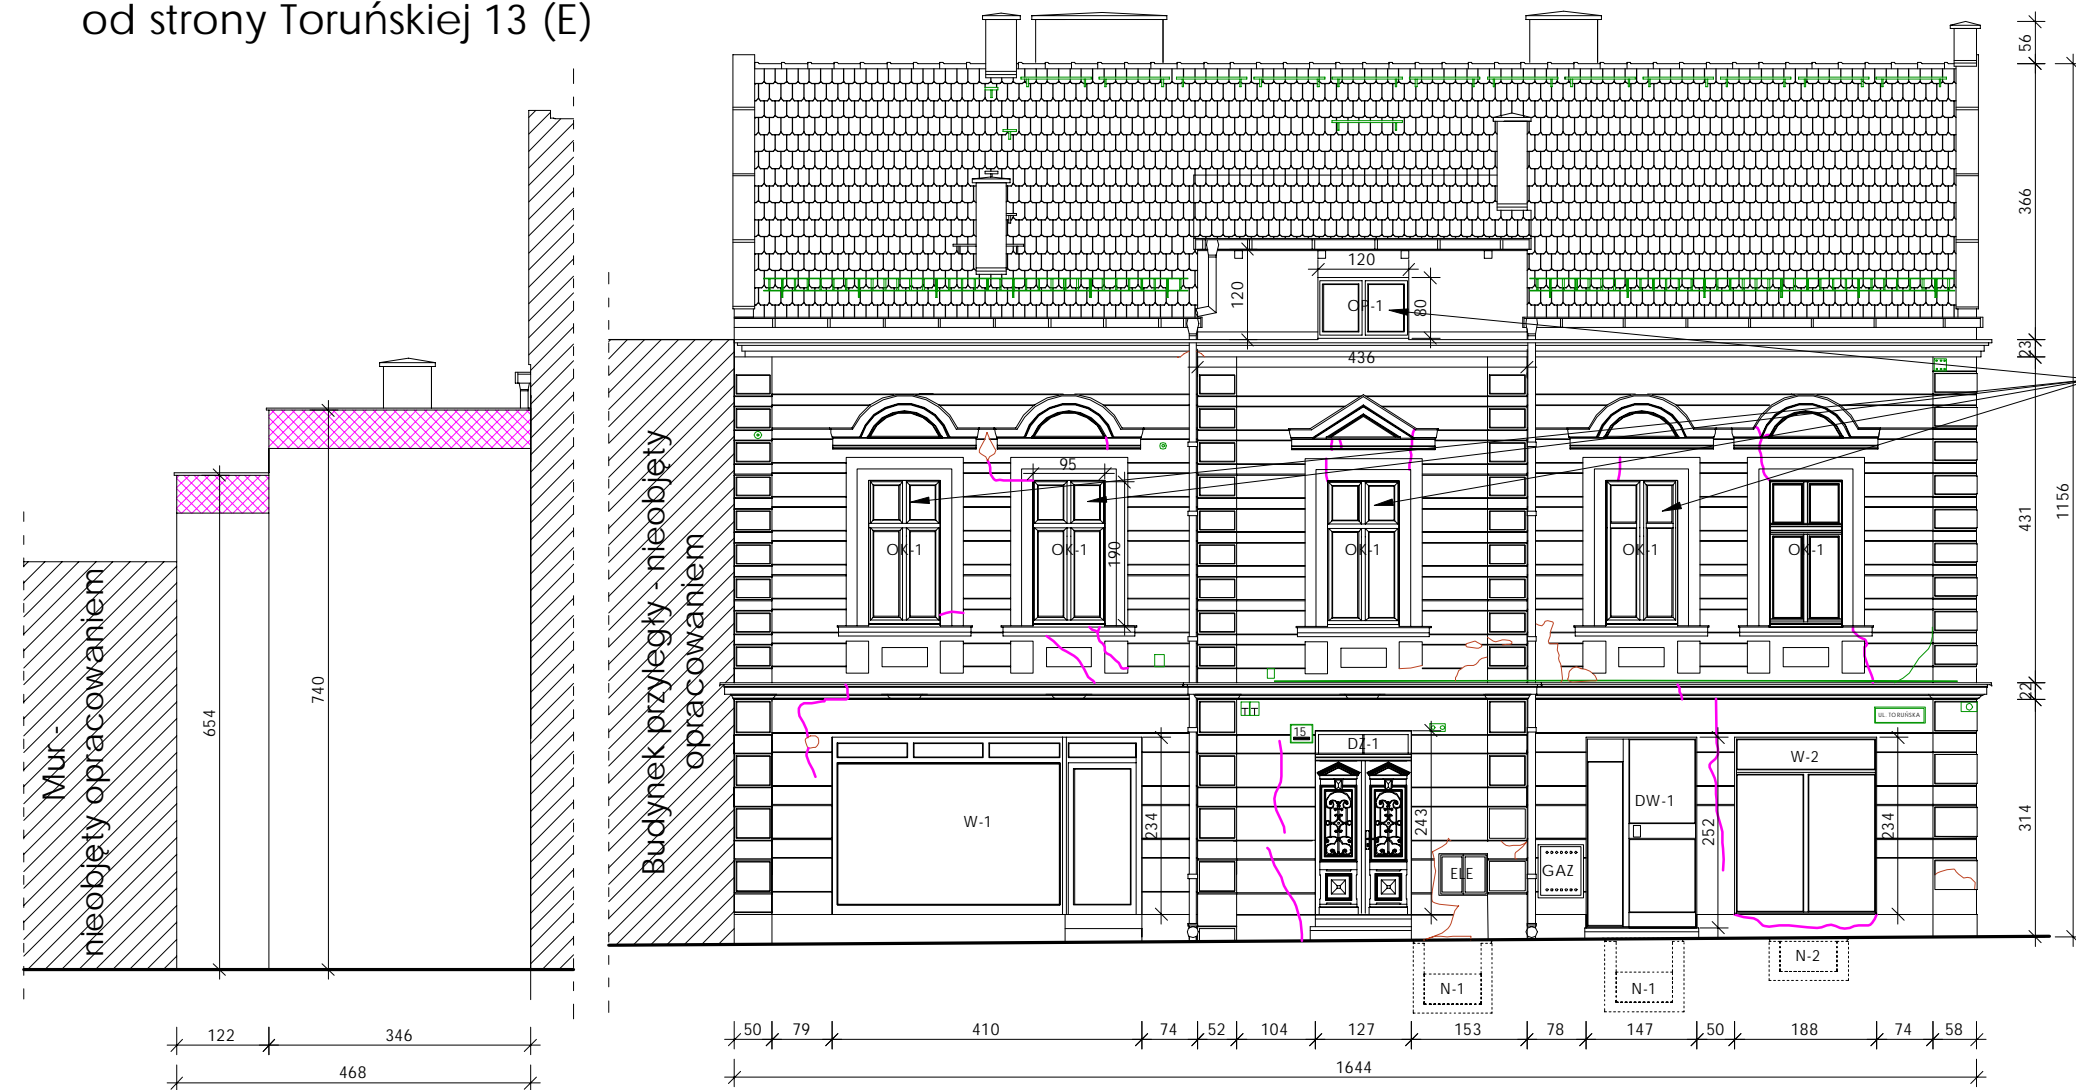 od strony Toruńskiej 13 (E)
56
366
1156
120
120
OP-1
80
23
436
95
190
431
OK-1
OK-1
OK-1
OK-1
OK-1
Mur -
nieobjęty opracowaniem
654
740
Budynek przyległy - nieobjęty
opracowaniem
22
UL. TORUŃSKA
T T
15
DZ-1
W-1
234
243
ELE
GAZ
DW-1
252
W-2
234
314
N-1
N-1
N-2
122
346
468
50
79
410
74
52
104
127
153
78
147
50
188
74
58
1644